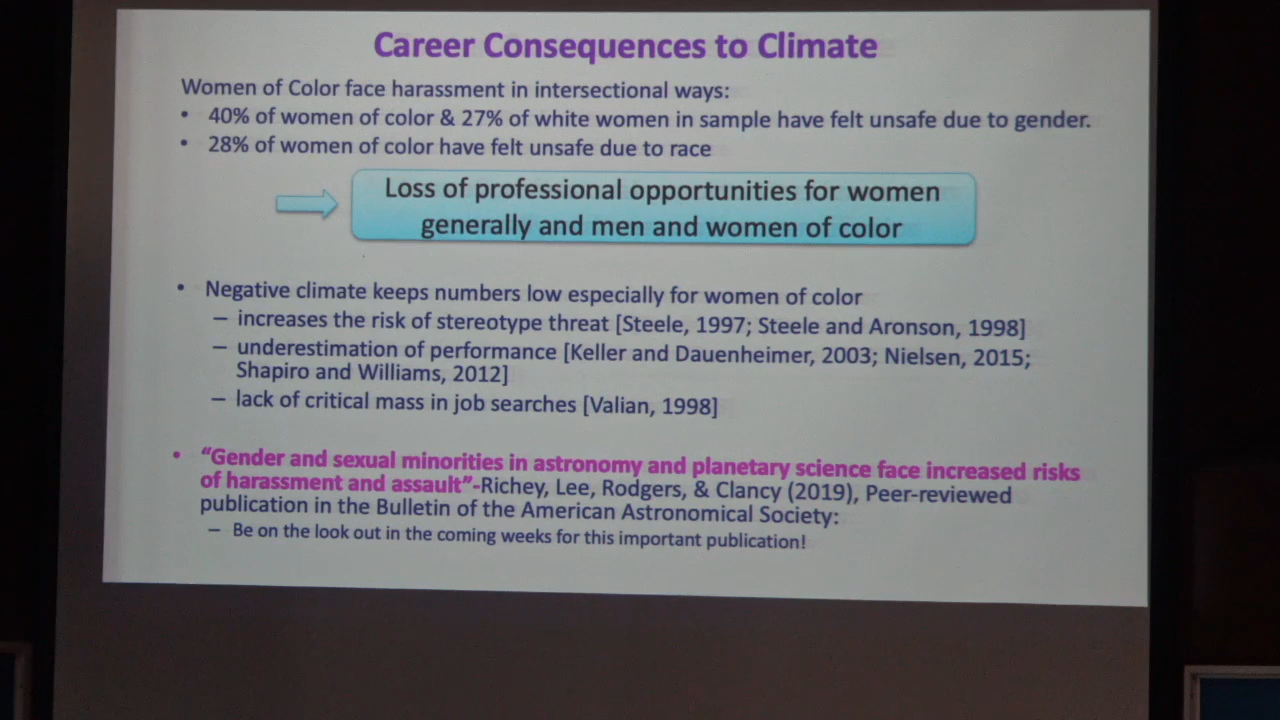 Career Consequences to Climate
Women of Color face harassment in intersectional ways:
• 40% of women of color & 27% of white women in sample have felt unsafe due to gender.
• 28% of women of color have felt unsafe due to race
Loss of professional opportunities for women
generally and men and women of color
• Negative climate keeps numbers low especially for women of color
– increases the risk of stereotype threat [Steele, 1997; Steele and Aronson, 1998]
– underestimation of performance [Keller and Dauenheimer, 2003; Nielsen, 2015;
Shapiro and Williams, 2012]
– lack of critical mass in job searches [Valian, 1998]
• “Gender and sexual minorities in astronomy and planetary science face increased risks
of harassment and assault”-Richey, Lee, Rodgers, & Clancy (2019), Peer-reviewed
publication in the Bulletin of the American Astronomical Society:
– Be on the look out in the coming weeks for this important publication!